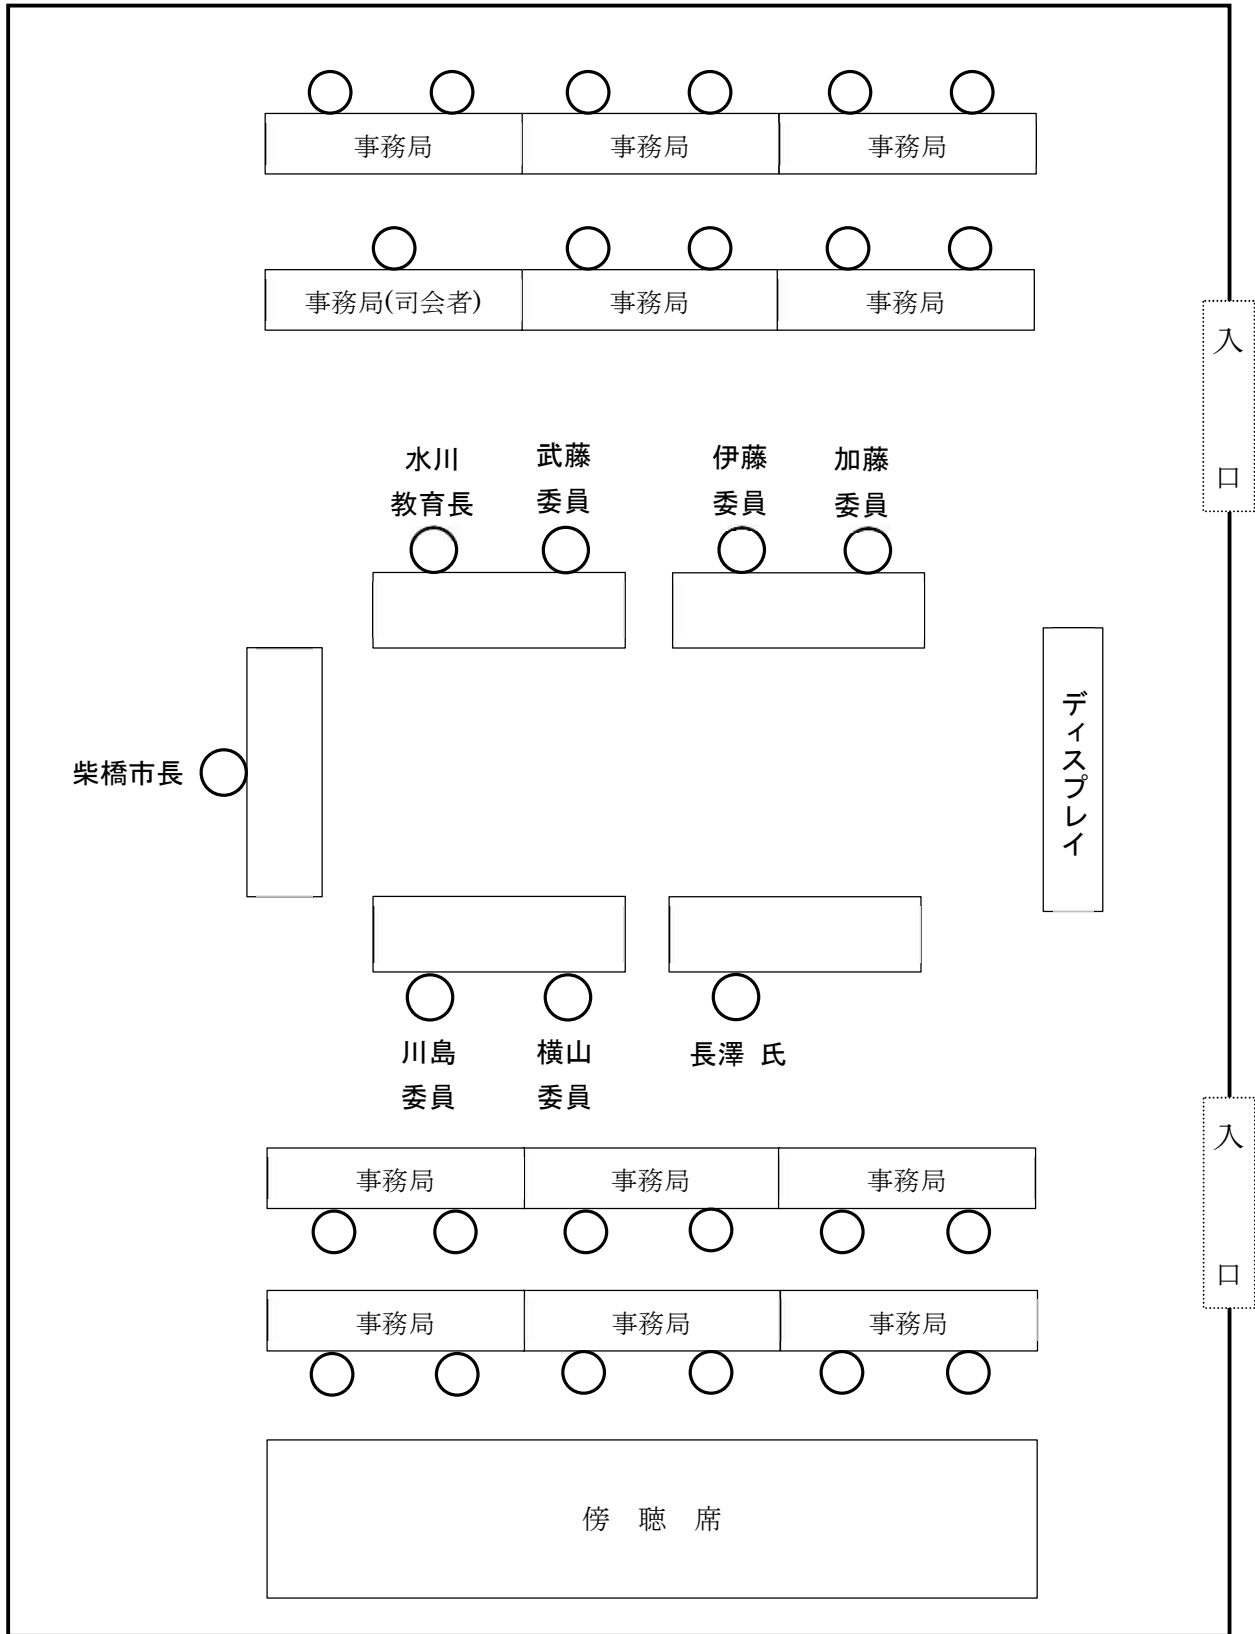 事務局 事務局 事務局
事務局(司会者) 事務局 事務局
入口
水川 武藤 伊藤 加藤
教育長 委員 委員 委員
ディスプレイ
柴橋市長
川島 横山 長澤 氏
委員 委員
入口
事務局 事務局 事務局
事務局 事務局 事務局
傍 聴 席